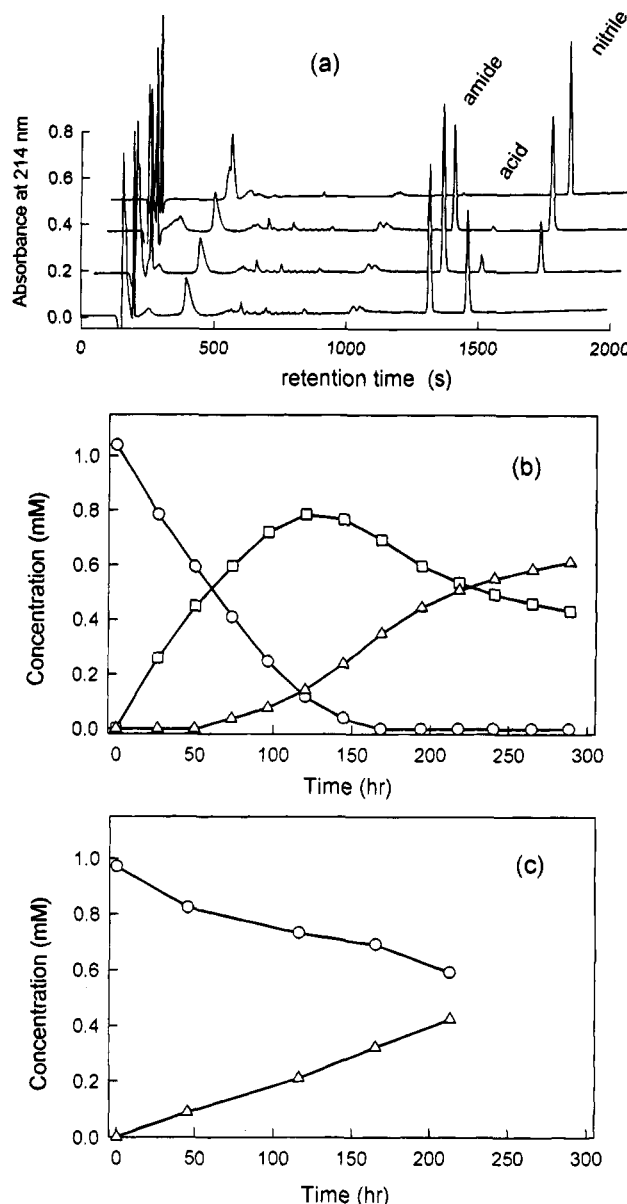 (a)
nitrile
amide
acid
Absorbance at 214 nm
0.8
0.6
0.4
0.2
0.0
0 500 1000 1500 2000
retention time (s)
(b)
Concentration (mM)
1.0
0.8
0.6
0.4
0.2
0.0
0 50 100 150 200 250 300
Time (hr)
(c)
Concentration (mM)
1.0
0.8
0.6
0.4
0.2
0.0
0 50 100 150 200 250 300
Time (hr)